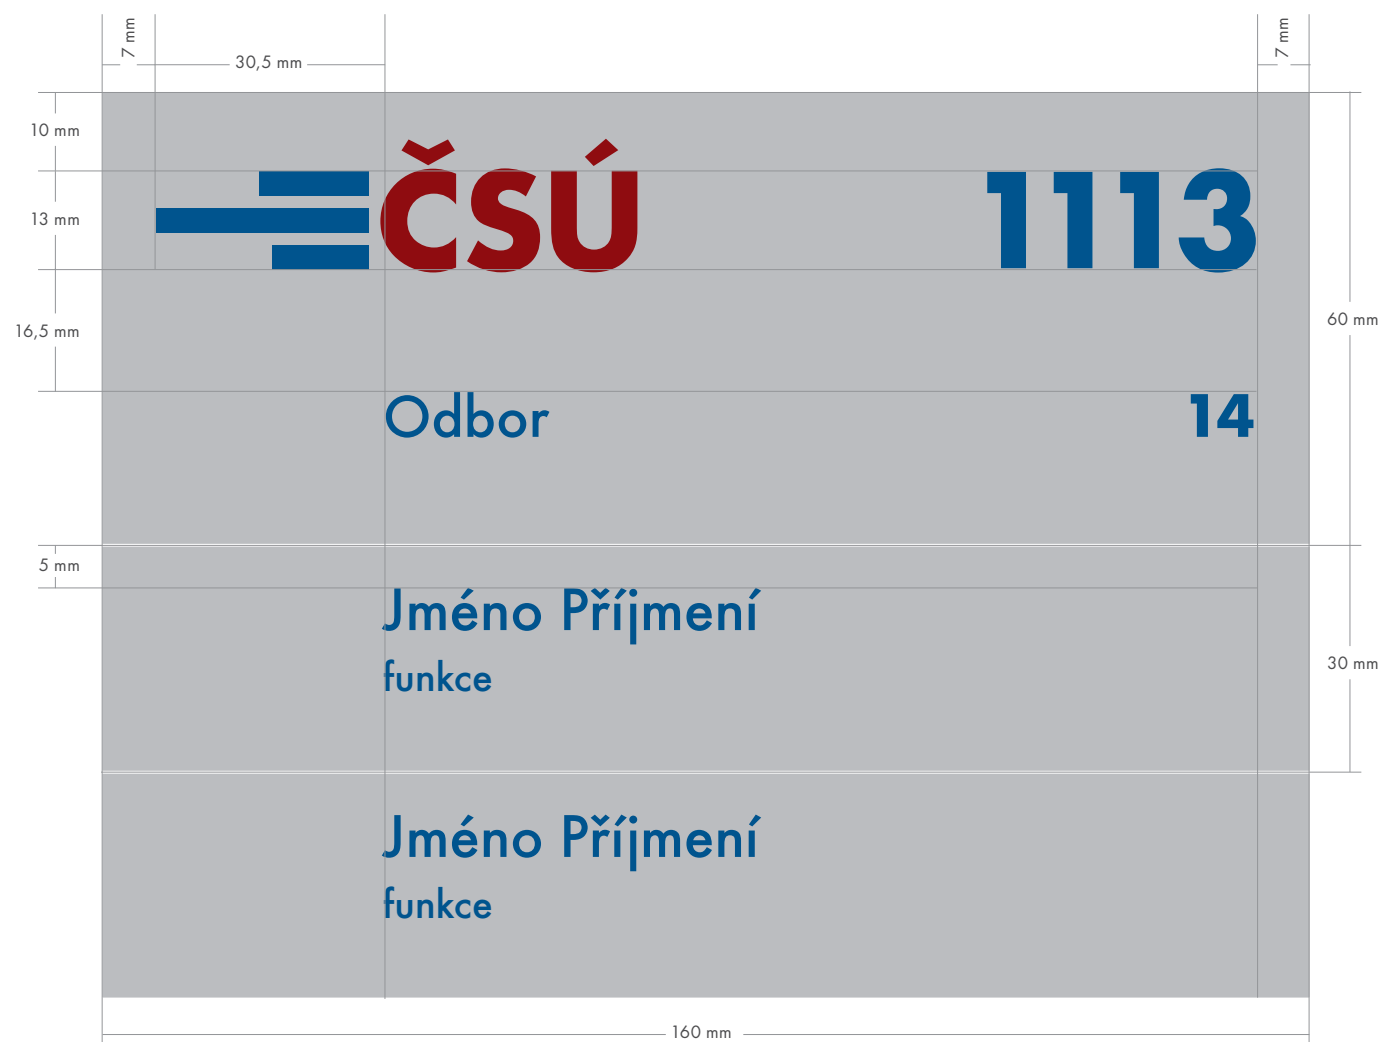 7 mm
7 mm
30,5 mm
10 mm
ČSÚ 1113
13 mm
60 mm
16,5 mm
Odbor 14
5 mm
Jméno Příjmení
funkce
30 mm
Jméno Příjmení
funkce
160 mm